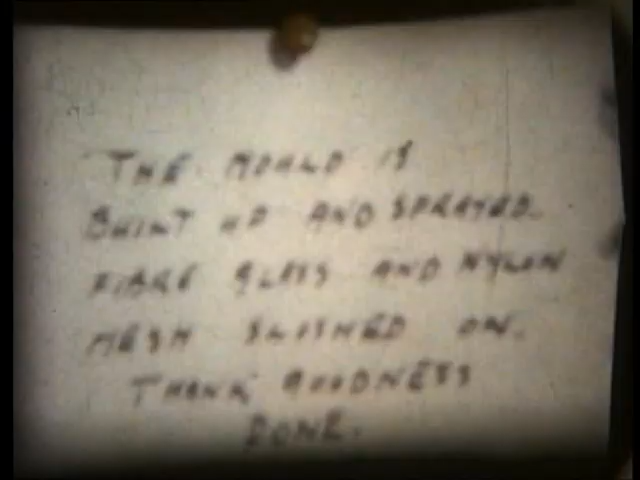 THE MOULD IS
BUILT UP AND SPRAYED.
FIBRE GLASS AND NYLON
MESH SLOSHED ON.
THANK GOODNESS
DONE.